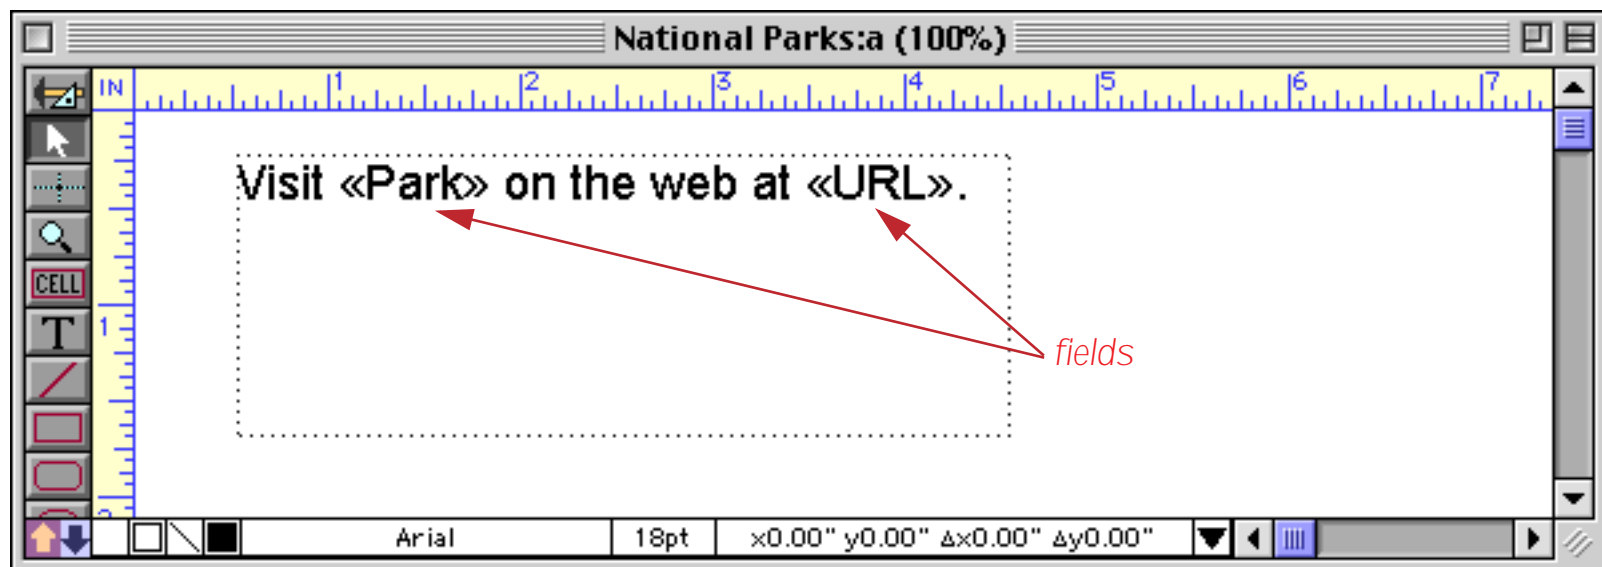 National Parks:a (100%)
IN 1 2 3 4 5 6 7
Visit «Park» on the web at «URL».
CELL
T
1
fields
2
Arial 18pt x0.00" y0.00" Δx0.00" Δy0.00"